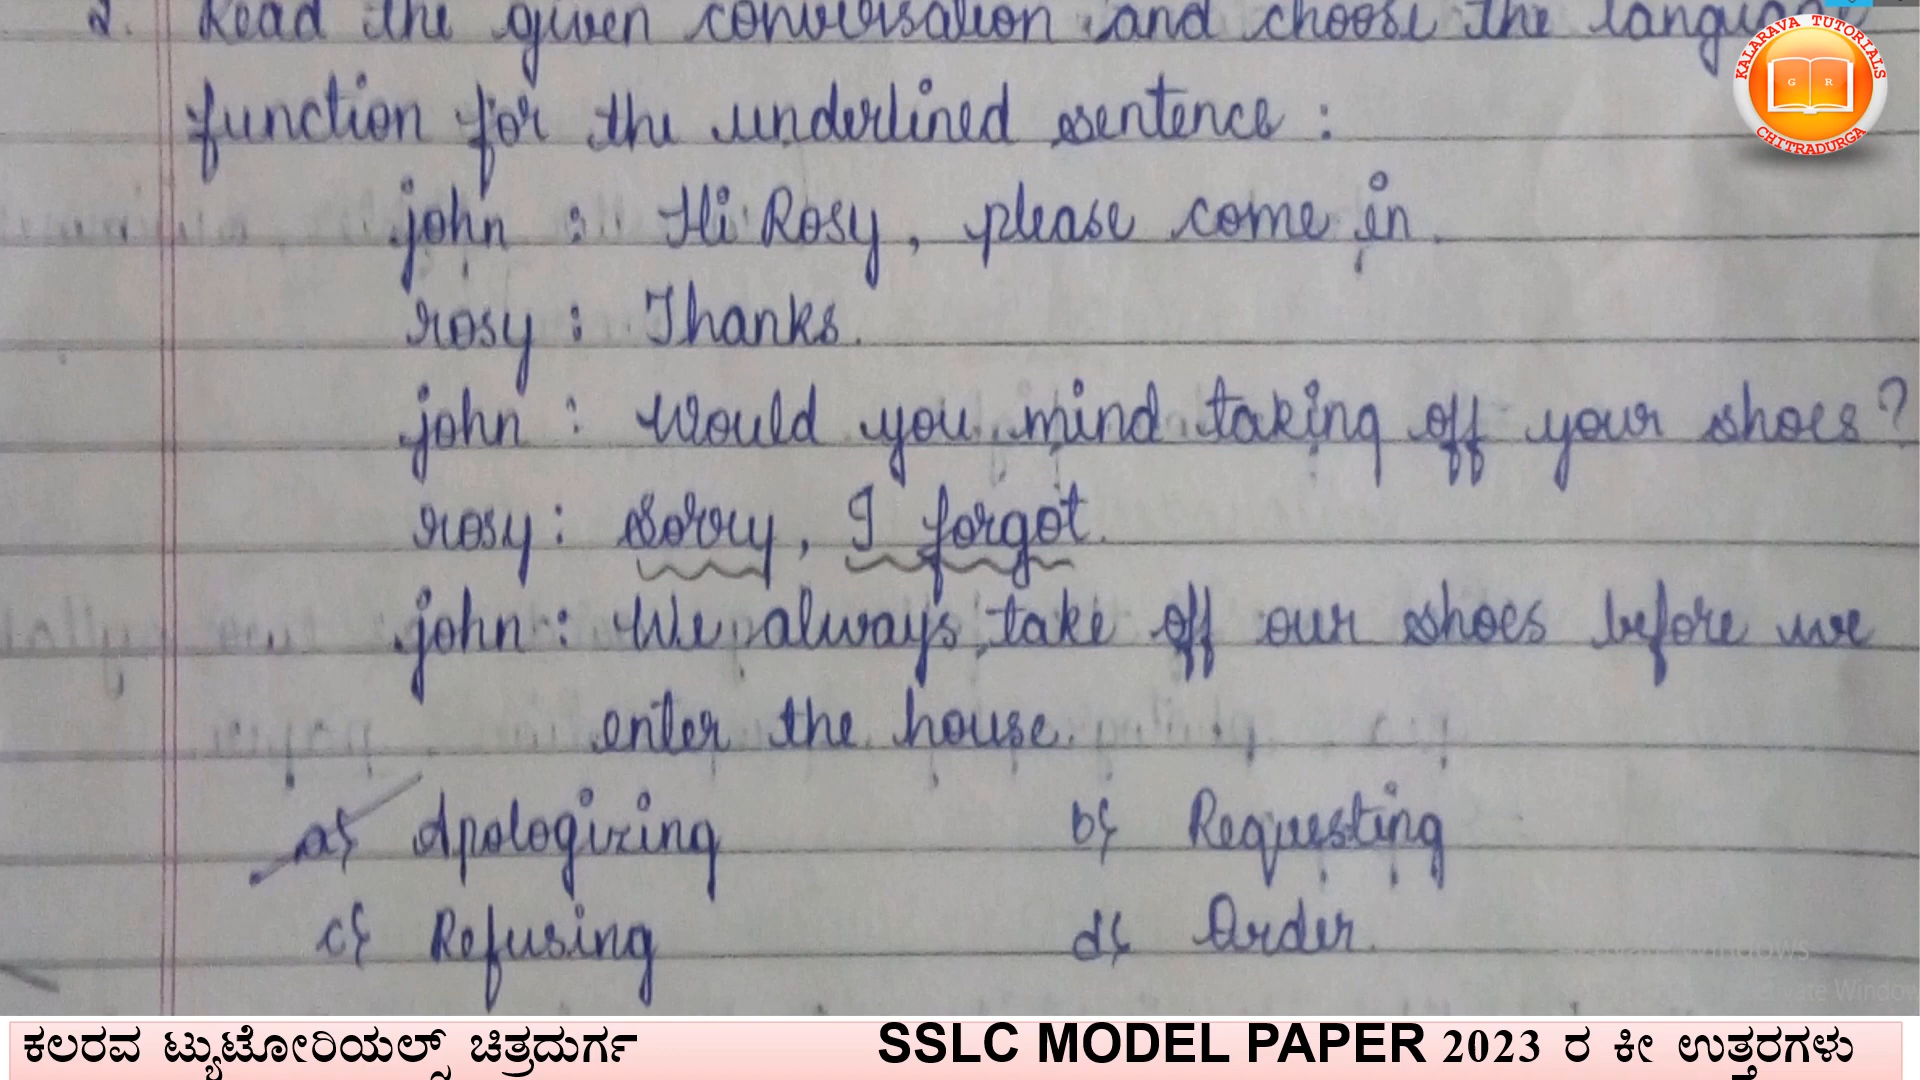 2. Read the given conversation and choose the language
function for the underlined sentence :
john : Hi Rosy, please come in.
rosy : Thanks.
john : Would you mind taking off your shoes?
rosy : Sorry, I forgot.
john : We always take off our shoes before we
enter the house.
a) Apologizing b) Requesting
c) Refusing d) Order.
KALARAVA TUTORIALS
G R
CHITRADURGA
ಕಲರವ ಟ್ಯುಟೋರಿಯಲ್ಸ್ ಚಿತ್ರದುರ್ಗ SSLC MODEL PAPER 2023 ರ ಕೀ ಉತ್ತರಗಳು